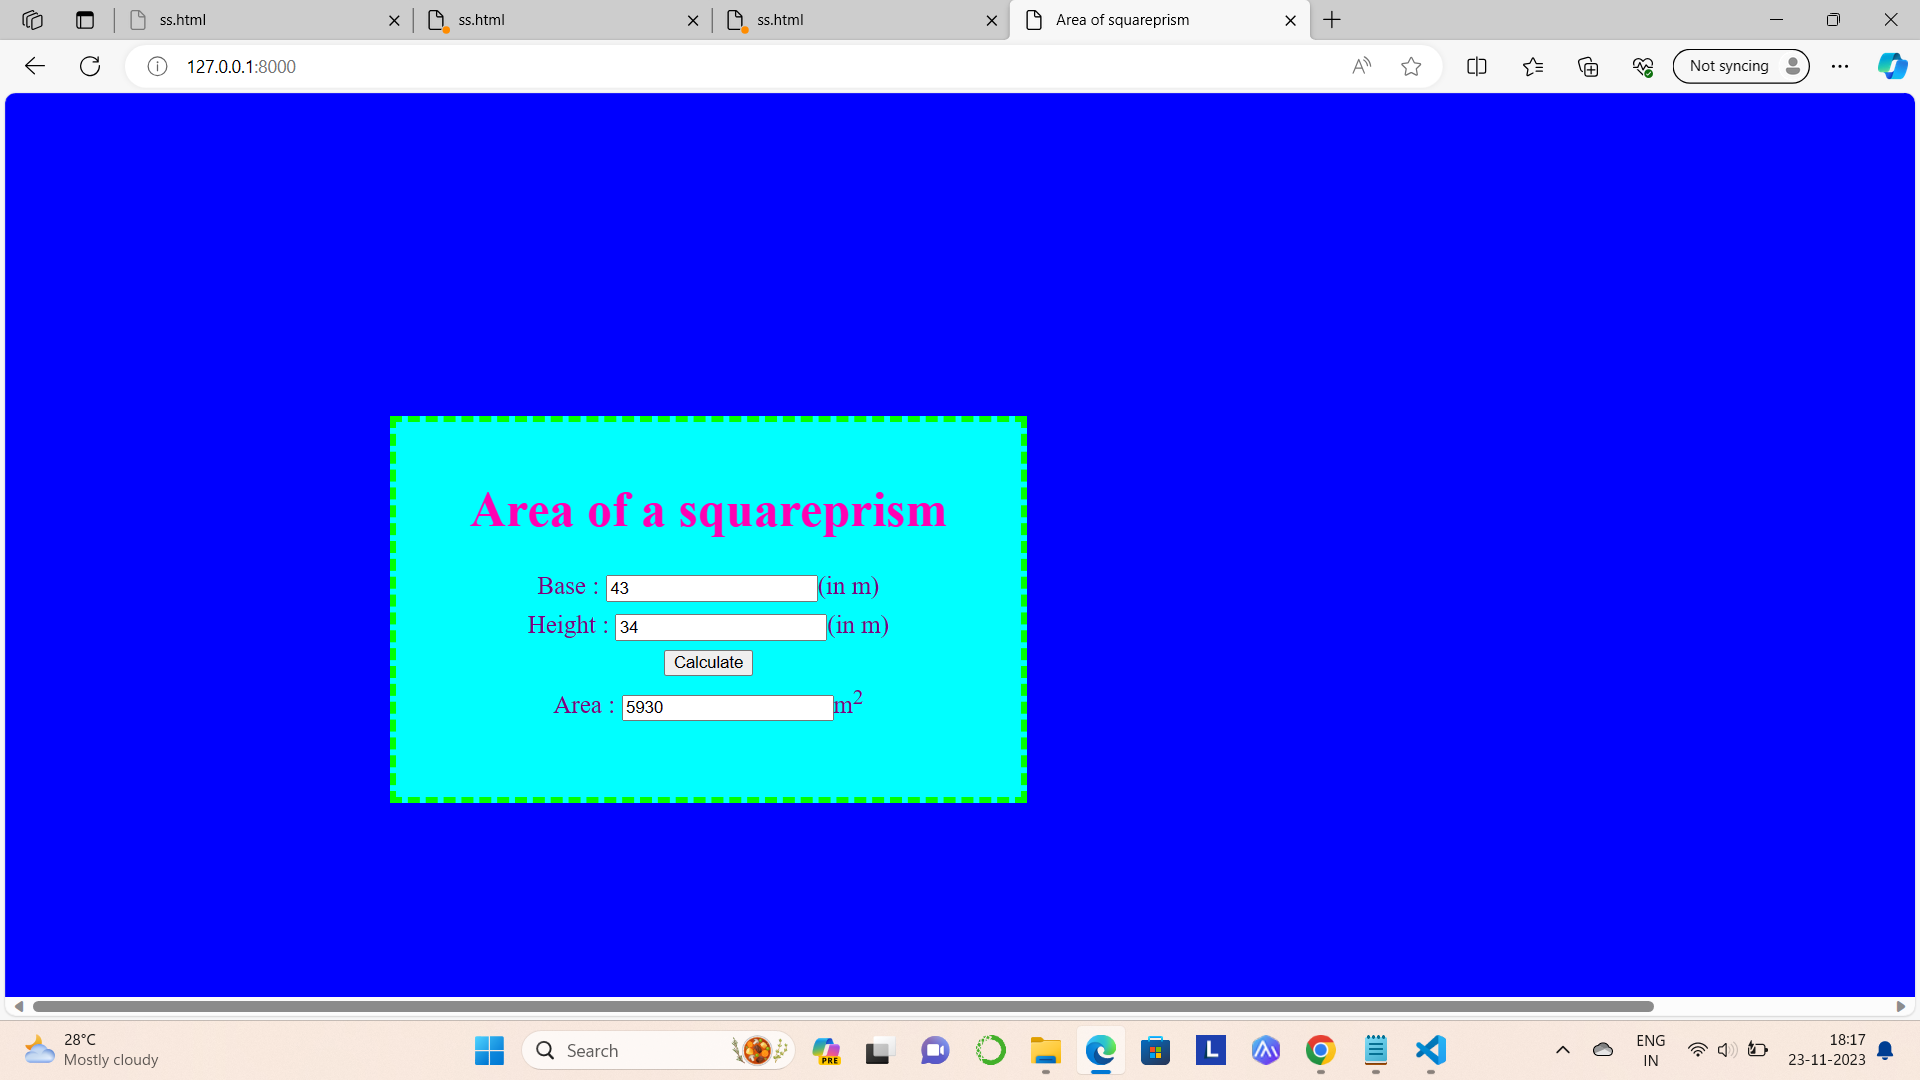 ss.html
ss.html
ss.html
Area of squareprism
127.0.0.1:8000
Not syncing
Area of a squareprism
Base : 43 (in m)
Height : 34 (in m)
Calculate
Area : 5930 m²
28°C
Mostly cloudy
Search
PRE
L
ENG
IN
18:17
23-11-2023